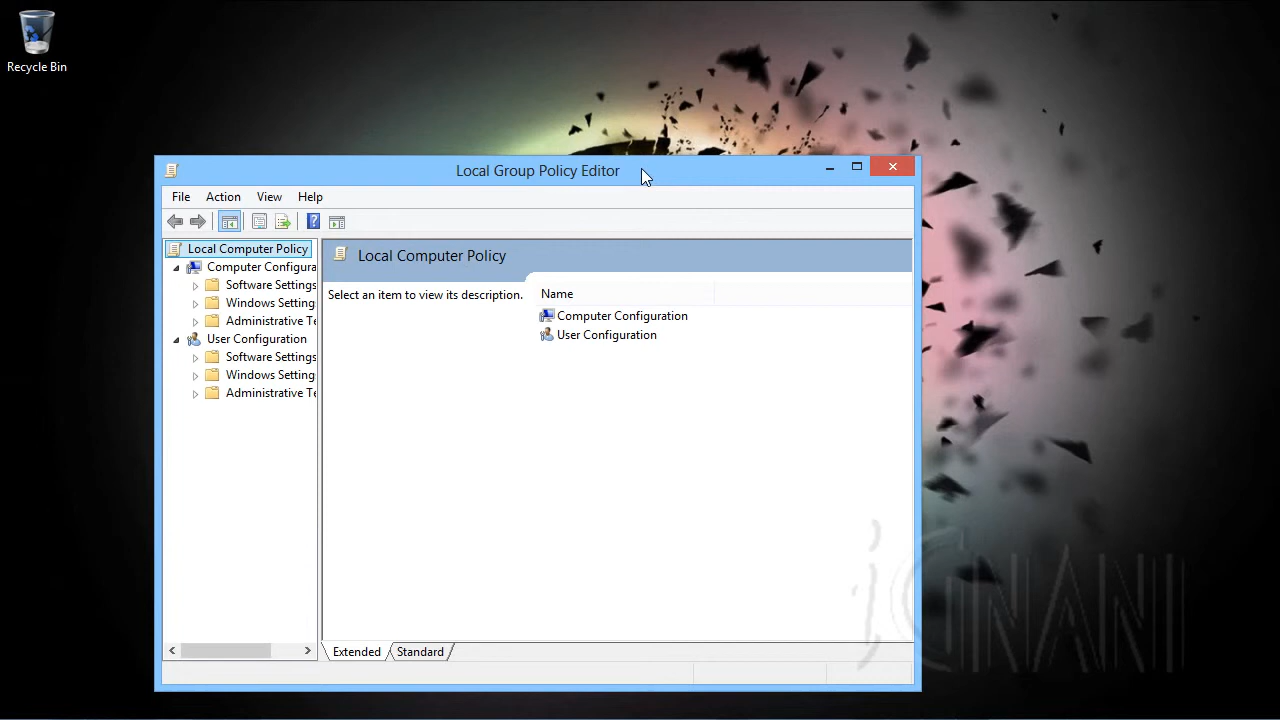 Recycle Bin
Local Group Policy Editor
File Action View Help
Local Computer Policy
Computer Configura
Software Settings
Windows Setting
Administrative Te
User Configuration
Software Settings
Windows Setting
Administrative Te
Local Computer Policy
Select an item to view its description.
Name
Computer Configuration
User Configuration
Extended Standard
iGNANI